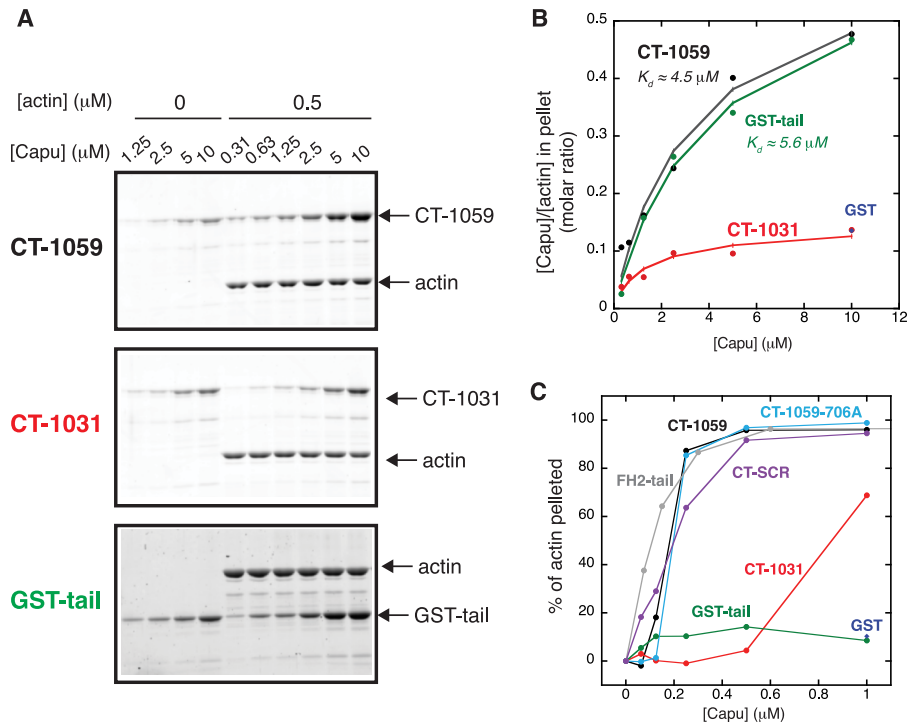 A
[actin] (μM)
0
0.5
[Capu] (μM)
1.25 2.5 5 10 0.31 0.63 1.25 2.5 5 10
CT-1059
CT-1059
actin
CT-1031
CT-1031
actin
GST-tail
actin
GST-tail
B
[Capu]/[actin] in pellet
(molar ratio)
0.5
0.4
0.3
0.2
0.1
0
CT-1059
Kd ≈ 4.5 μM
GST-tail
Kd ≈ 5.6 μM
GST
CT-1031
0 2 4 6 8 10 12
[Capu] (μM)
C
% of actin pelleted
100
80
60
40
20
0
CT-1059
CT-1059-706A
FH2-tail
CT-SCR
CT-1031
GST-tail
GST
0 0.2 0.4 0.6 0.8 1
[Capu] (μM)